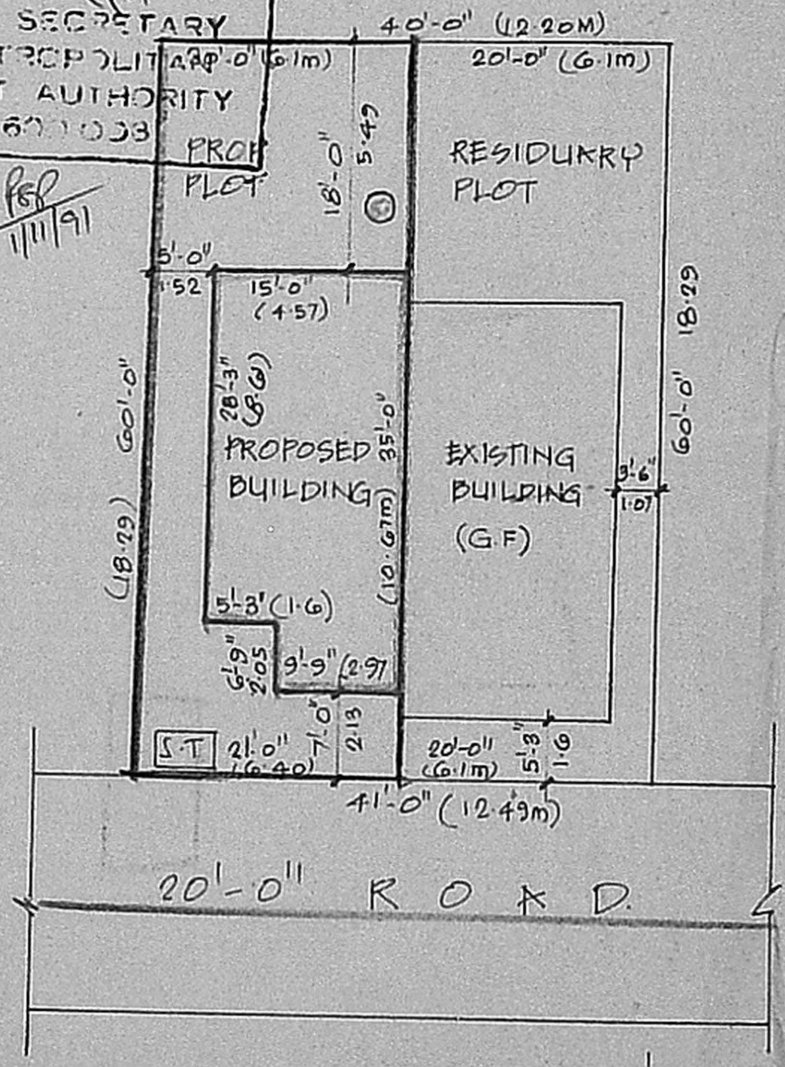 SECRETARY
AUTHORITY
PSP
1/11/91
40'-0" (12.20M)
20'-0" (6.1m)
18'-0"
5.49
PLOT
RESIDUARY
PLOT
5'-0"
1.52
15'-0"
(4.57)
28'-3"
(8.61)
60'-0"
(18.29)
PROPOSED
BUILDING
35'-0"
(10.67m)
EXISTING
BUILDING
(G.F)
3'-6"
1.07
60'-0" 18.29
5'-3' (1.6)
6'-9"
2.05
9'-9" (2.97
S.T
21'.0"
(6.40)
7'-0"
2.13
20'-0"
(6.1m)
5'-3"
1.6
41'-0" (12.49m)
20'-0" ROAD.